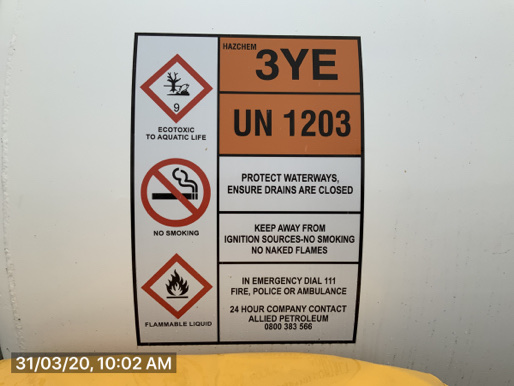 HAZCHEM 3YE
UN 1203
9
ECOTOXIC
TO AQUATIC LIFE
PROTECT WATERWAYS,
ENSURE DRAINS ARE CLOSED
NO SMOKING
KEEP AWAY FROM
IGNITION SOURCES-NO SMOKING
NO NAKED FLAMES
FLAMMABLE LIQUID
IN EMERGENCY DIAL 111
FIRE, POLICE OR AMBULANCE
24 HOUR COMPANY CONTACT
ALLIED PETROLEUM
0800 383 566
31/03/20, 10:02 AM